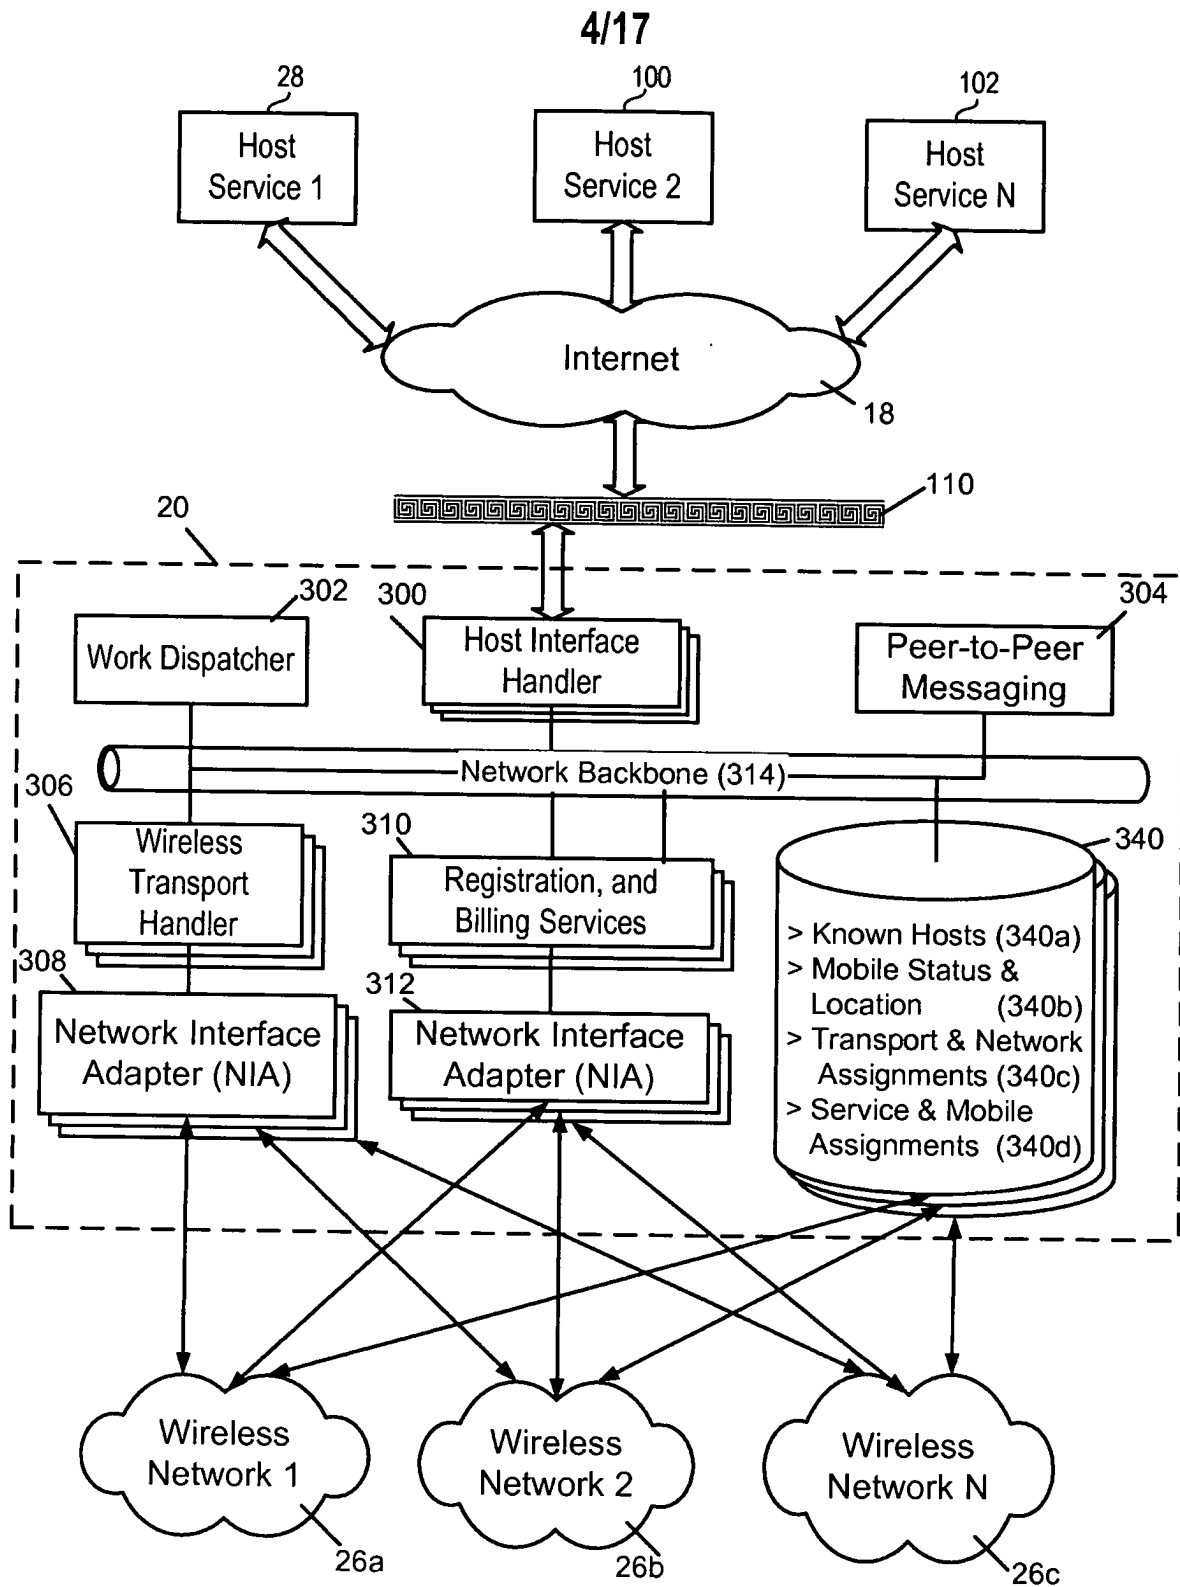 4/17
28
100
102
Host
Service 1
Host
Service 2
Host
Service N
Internet
18
110
20
302
300
304
Work Dispatcher
Host Interface
Handler
Peer-to-Peer
Messaging
Network Backbone (314)
306
310
340
Wireless
Transport
Handler
Registration, and
Billing Services
> Known Hosts (340a)
> Mobile Status &
Location (340b)
> Transport & Network
Assignments (340c)
> Service & Mobile
Assignments (340d)
308
312
Network Interface
Adapter (NIA)
Network Interface
Adapter (NIA)
Wireless
Network 1
Wireless
Network 2
Wireless
Network N
26a
26b
26c